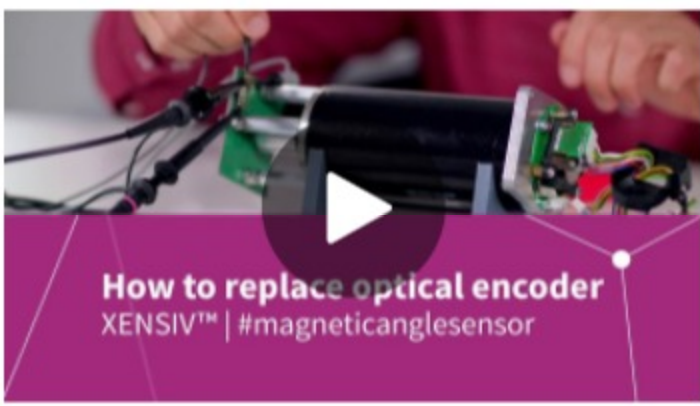 How to replace optical encoder
XENSIV™ | #magneticanglesensor